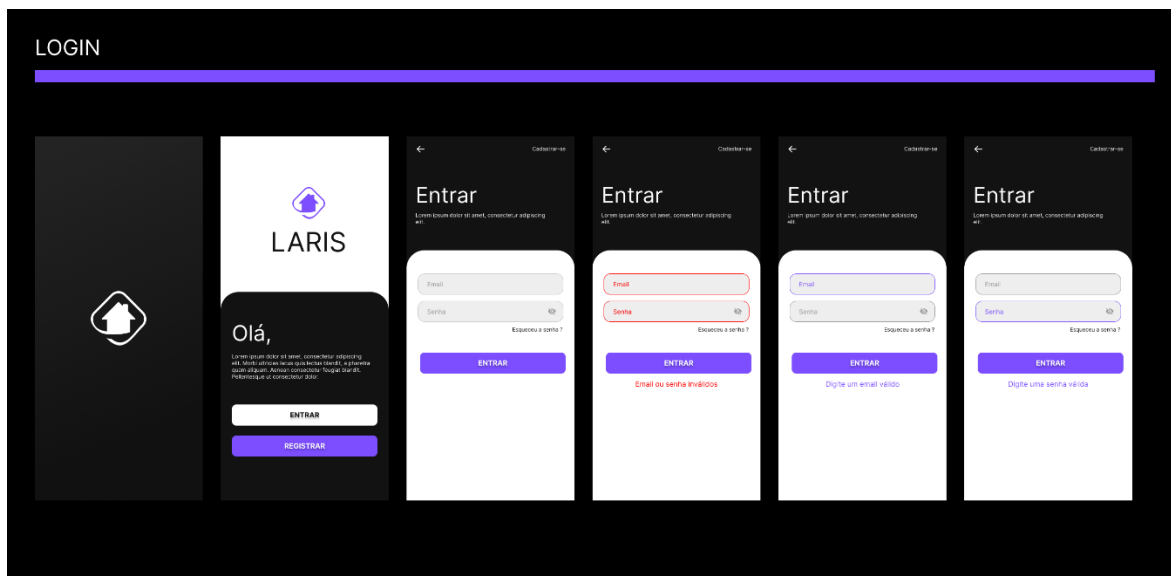 LOGIN
LARIS
Olá,
Lorem ipsum dolor sit amet, consectetur adipiscing
elit. Morbi ultricies lacus quis lectus blandit, a pharetra
quam aliquam. Aenean consectetur feugiat blandit.
Pellentesque ut consectetur dolor.
ENTRAR
REGISTRAR
Cadastrar-se
Entrar
Lorem ipsum dolor sit amet, consectetur adipiscing
elit.
Email
Senha
Esqueceu a senha ?
ENTRAR
Cadastrar-se
Entrar
Lorem ipsum dolor sit amet, consectetur adipiscing
elit.
Email
Senha
Esqueceu a senha ?
ENTRAR
Email ou senha inválidos
Cadastrar-se
Entrar
Lorem ipsum dolor sit amet, consectetur adipiscing
elit.
Email
Senha
Esqueceu a senha ?
ENTRAR
Digite um email válido
Cadastrar-se
Entrar
Lorem ipsum dolor sit amet, consectetur adipiscing
elit.
Email
Senha
Esqueceu a senha ?
ENTRAR
Digite uma senha válida